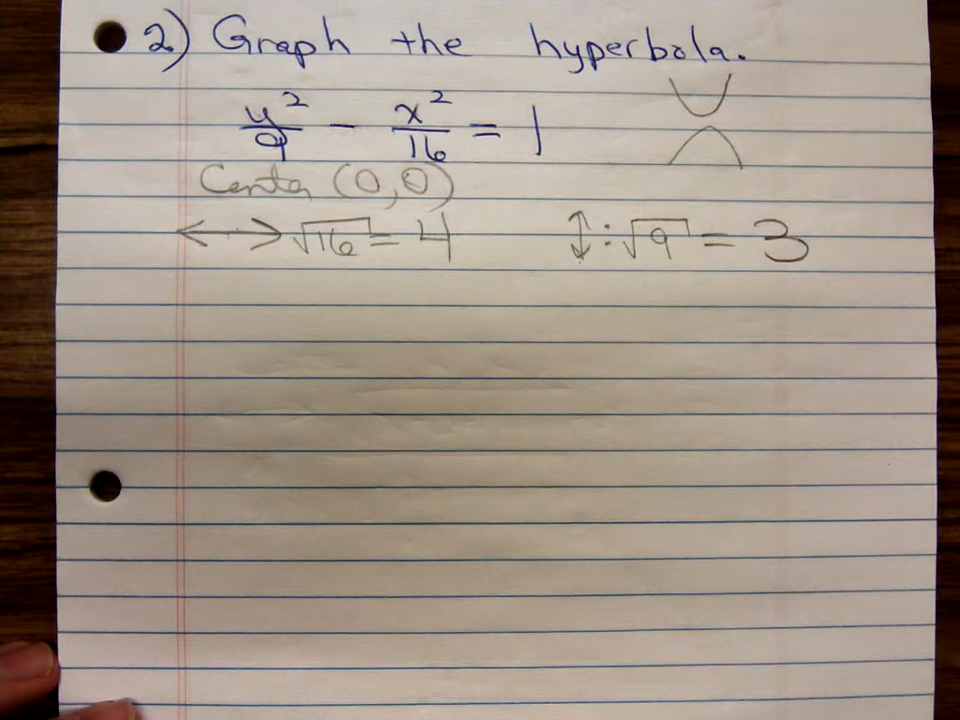 2) Graph the hyperbola.
y²/9 - x²/16 = 1
Center (0,0)
↔ √16 = 4 ↕: √9 = 3